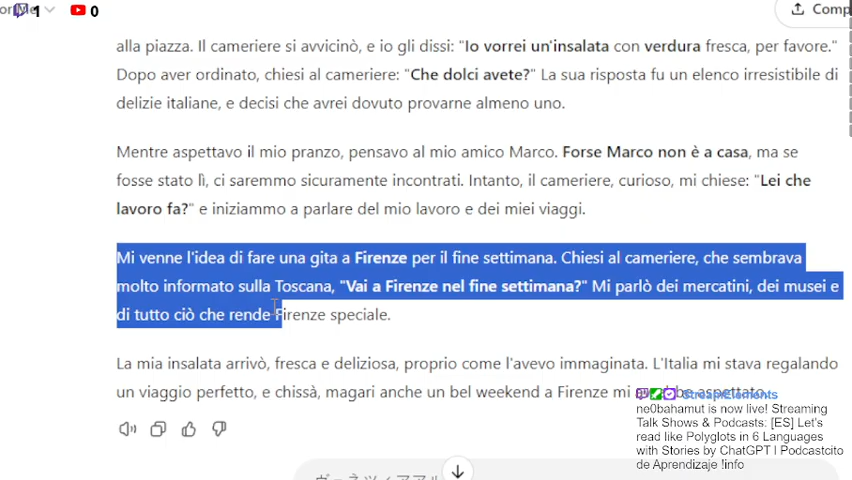 1
0
Comp
alla piazza. Il cameriere si avvicinò, e io gli dissi: "Io vorrei un'insalata con verdura fresca, per favore."
Dopo aver ordinato, chiesi al cameriere: "Che dolci avete?" La sua risposta fu un elenco irresistibile di
delizie italiane, e decisi che avrei dovuto provarne almeno uno.
Mentre aspettavo il mio pranzo, pensavo al mio amico Marco. Forse Marco non è a casa, ma se
fosse stato lì, ci saremmo sicuramente incontrati. Intanto, il cameriere, curioso, mi chiese: "Lei che
lavoro fa?" e iniziammo a parlare del mio lavoro e dei miei viaggi.
Mi venne l'idea di fare una gita a Firenze per il fine settimana. Chiesi al cameriere, che sembrava
molto informato sulla Toscana, "Vai a Firenze nel fine settimana?" Mi parlò dei mercatini, dei musei e
di tutto ciò che rende Firenze speciale.
La mia insalata arrivò, fresca e deliziosa, proprio come l'avevo immaginata. L'Italia mi stava regalando
un viaggio perfetto, e chissà, magari anche un bel weekend a Firenze mi aspettato.
StreamElements
ne0bahamut is now live! Streaming
Talk Shows & Podcasts: [ES] Let's
read like Polyglots in 6 Languages
with Stories by ChatGPT I Podcastcito
de Aprendizaje !info